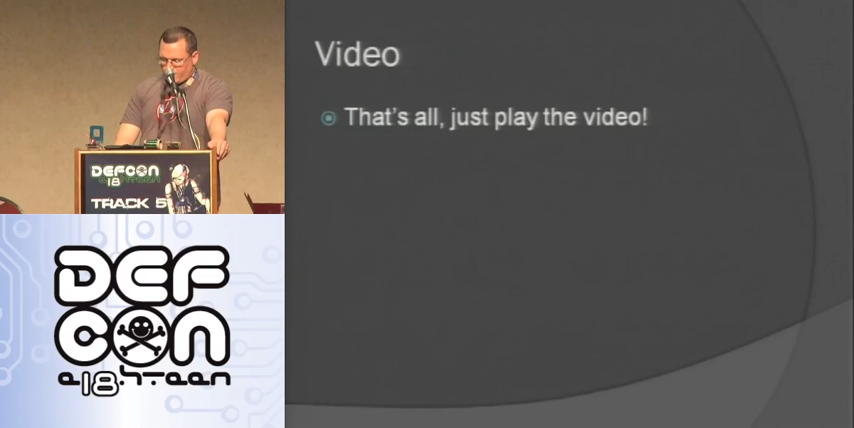 DEFCON
18
TRACK 5
DEF
CON
e18hteen
Video
That's all, just play the video!